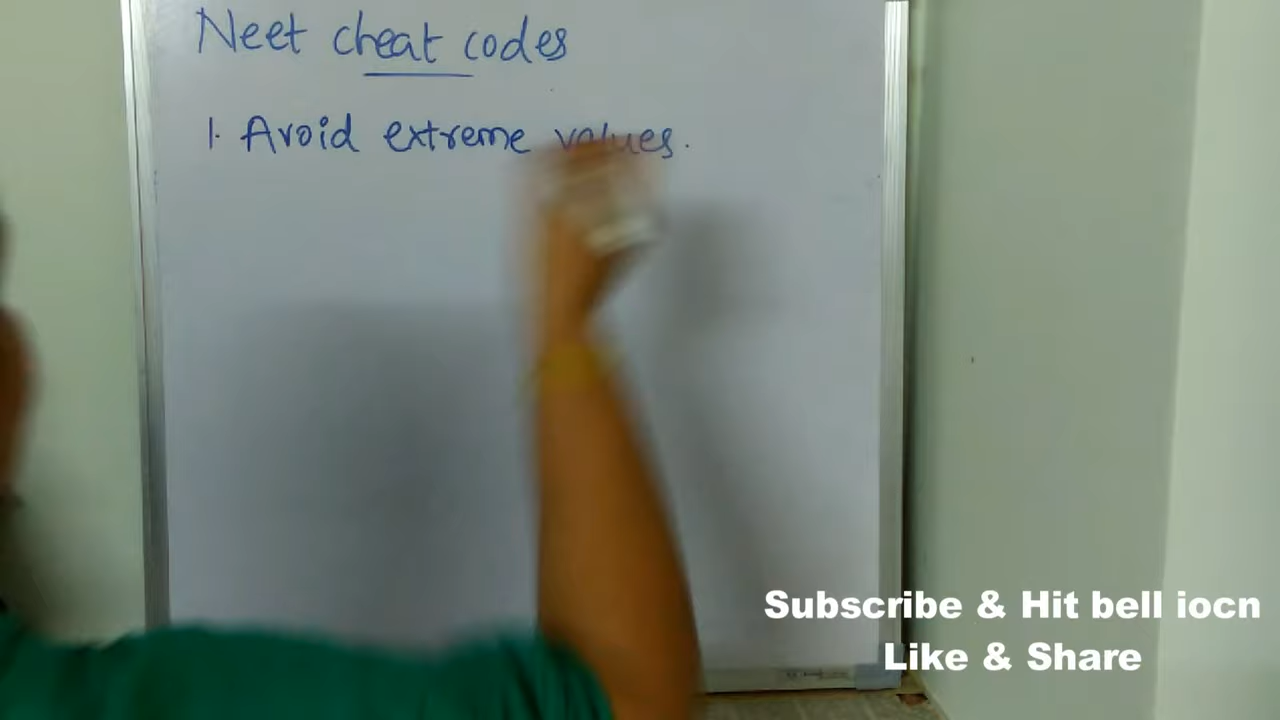 Neet cheat codes
1. Avoid extreme values.
Subscribe & Hit bell iocn
Like & Share